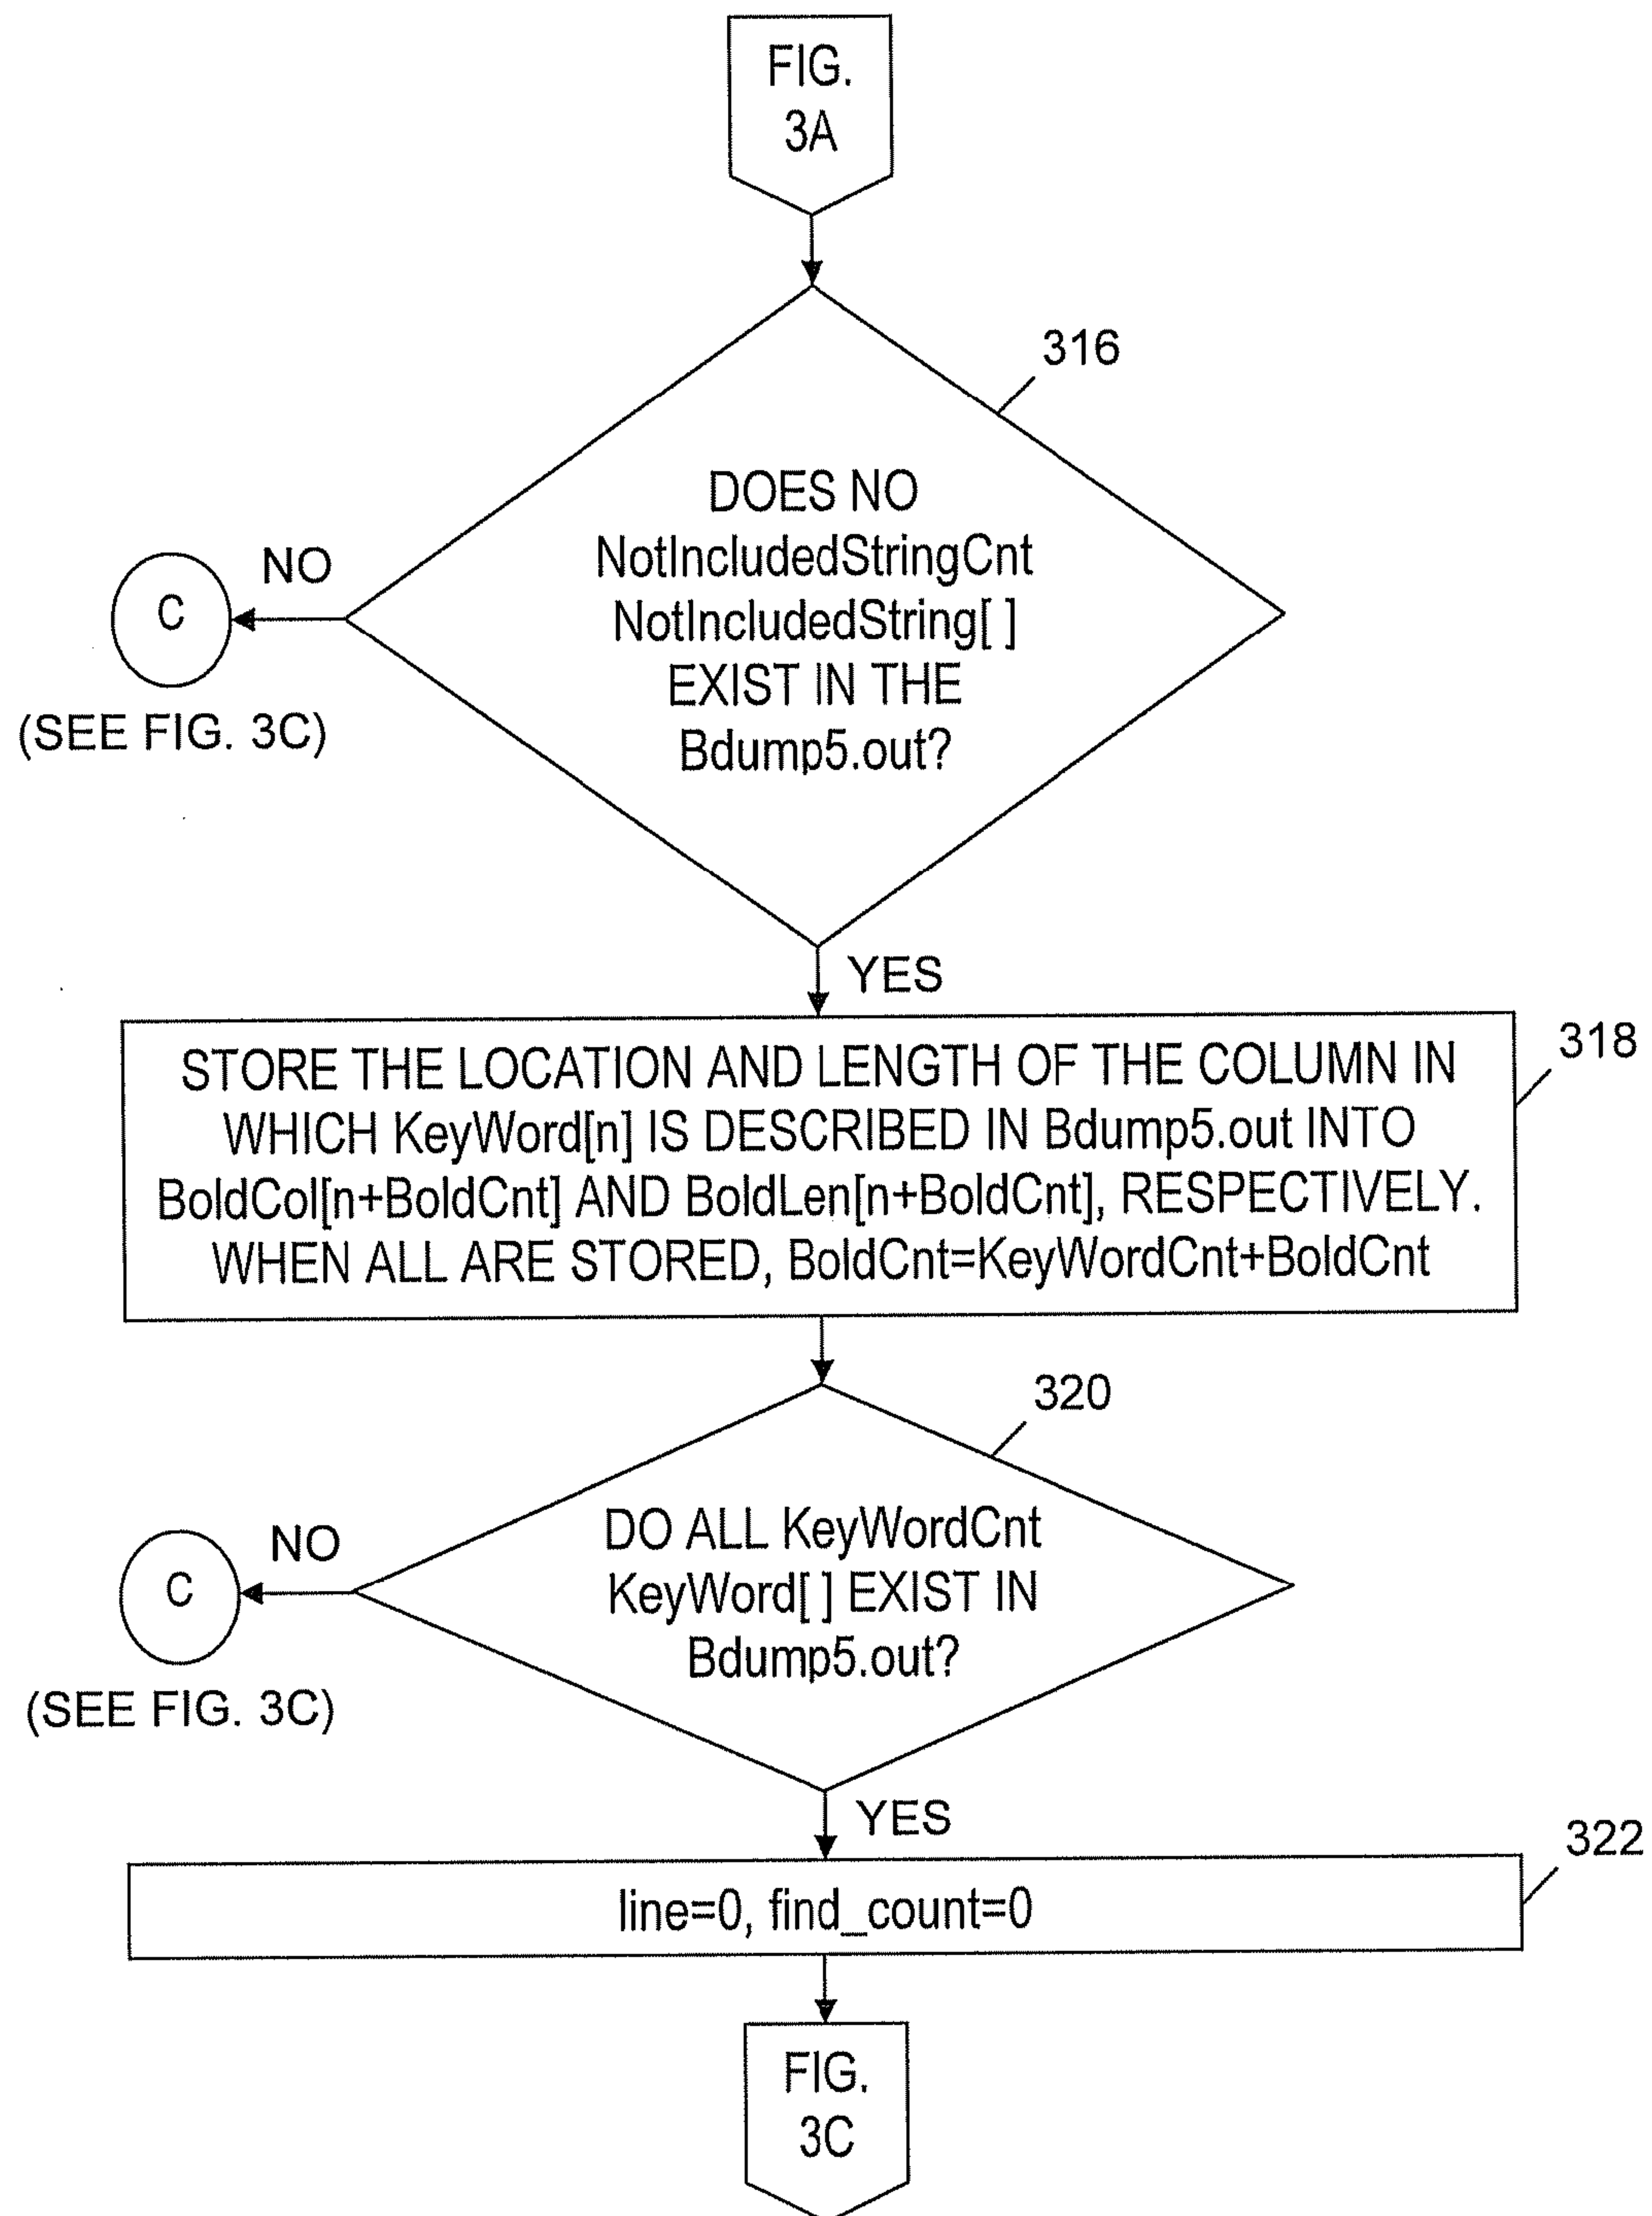 FIG.
3A
316
DOES NO
NotIncludedStringCnt
NotIncludedString[ ]
EXIST IN THE
Bdump5.out?
NO
C
(SEE FIG. 3C)
YES
318
STORE THE LOCATION AND LENGTH OF THE COLUMN IN
WHICH KeyWord[n] IS DESCRIBED IN Bdump5.out INTO
BoldCol[n+BoldCnt] AND BoldLen[n+BoldCnt], RESPECTIVELY.
WHEN ALL ARE STORED, BoldCnt=KeyWordCnt+BoldCnt
320
DO ALL KeyWordCnt
KeyWord[ ] EXIST IN
Bdump5.out?
NO
C
(SEE FIG. 3C)
YES
322
line=0, find_count=0
FIG.
3C